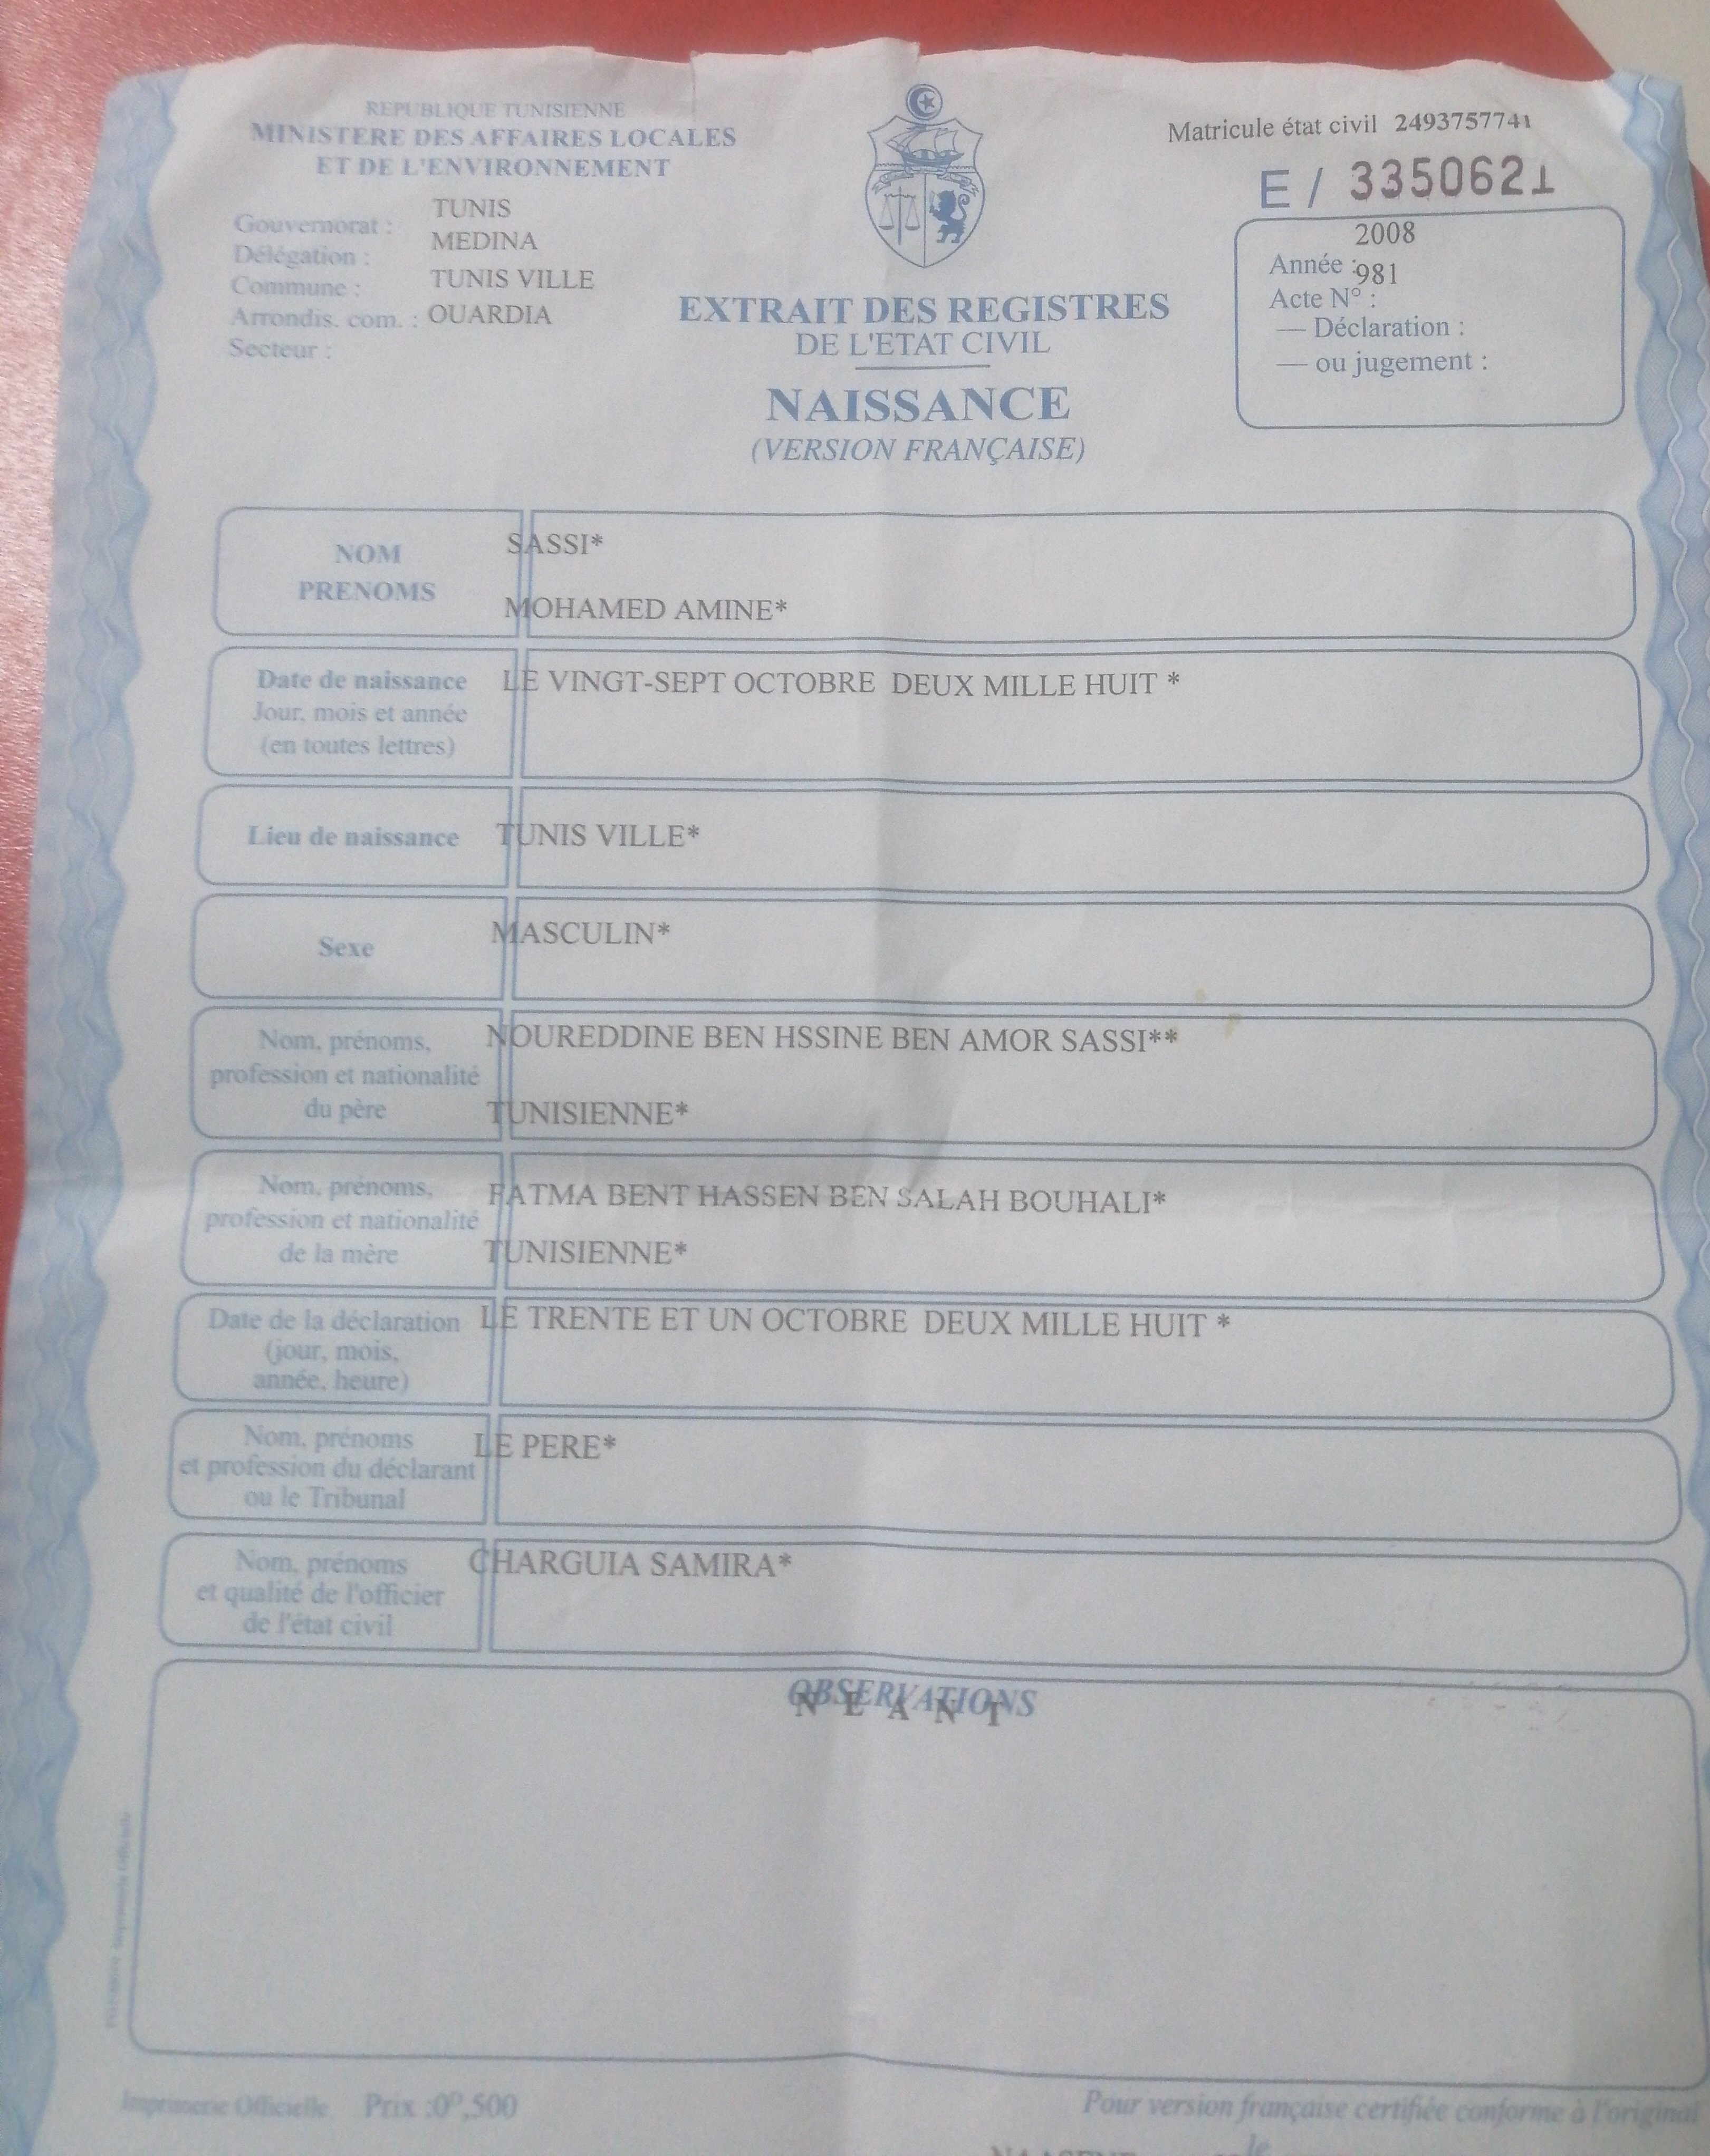 REPUBLIQUE TUNISIENNE
MINISTERE DES AFFAIRES LOCALES
ET DE L'ENVIRONNEMENT
Gouvernorat : TUNIS
Délégation : MEDINA
Commune : TUNIS VILLE
Arrondis. com. : OUARDIA
Secteur :
Matricule état civil 2493757741
E / 3350621
2008
Année :
981
Acte N° :
— Déclaration :
— ou jugement :
EXTRAIT DES REGISTRES
DE L'ETAT CIVIL
NAISSANCE
(VERSION FRANÇAISE)
NOM
PRENOMS
SASSI*
MOHAMED AMINE*
Date de naissance
Jour, mois et année
(en toutes lettres)
LE VINGT-SEPT OCTOBRE DEUX MILLE HUIT *
Lieu de naissance
TUNIS VILLE*
Sexe
MASCULIN*
Nom, prénoms,
profession et nationalité
du père
NOUREDDINE BEN HSSINE BEN AMOR SASSI**
TUNISIENNE*
Nom, prénoms,
profession et nationalité
de la mère
FATMA BENT HASSEN BEN SALAH BOUHALI*
TUNISIENNE*
Date de la déclaration
(jour, mois,
année, heure)
LE TRENTE ET UN OCTOBRE DEUX MILLE HUIT *
Nom, prénoms
et profession du déclarant
ou le Tribunal
LE PERE*
Nom, prénoms
et qualité de l'officier
de l'état civil
CHARGUIA SAMIRA*
OBSERVATIONS
N E A N T
Imprimerie Officielle Prix :0ᴰ,500
Pour version française certifiée conforme à l'original
le